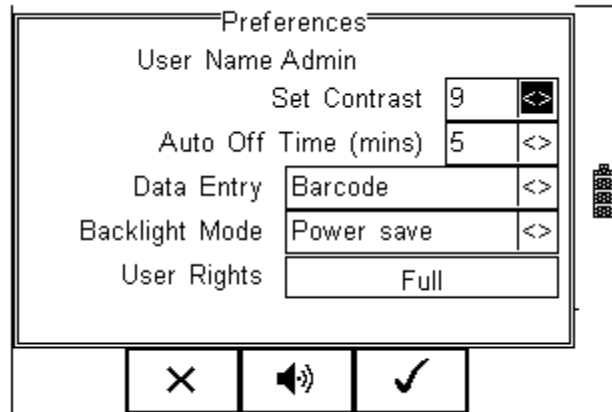 Preferences
User Name Admin
Set Contrast 9 <>
Auto Off Time (mins) 5 <>
Data Entry Barcode <>
Backlight Mode Power save <>
User Rights Full